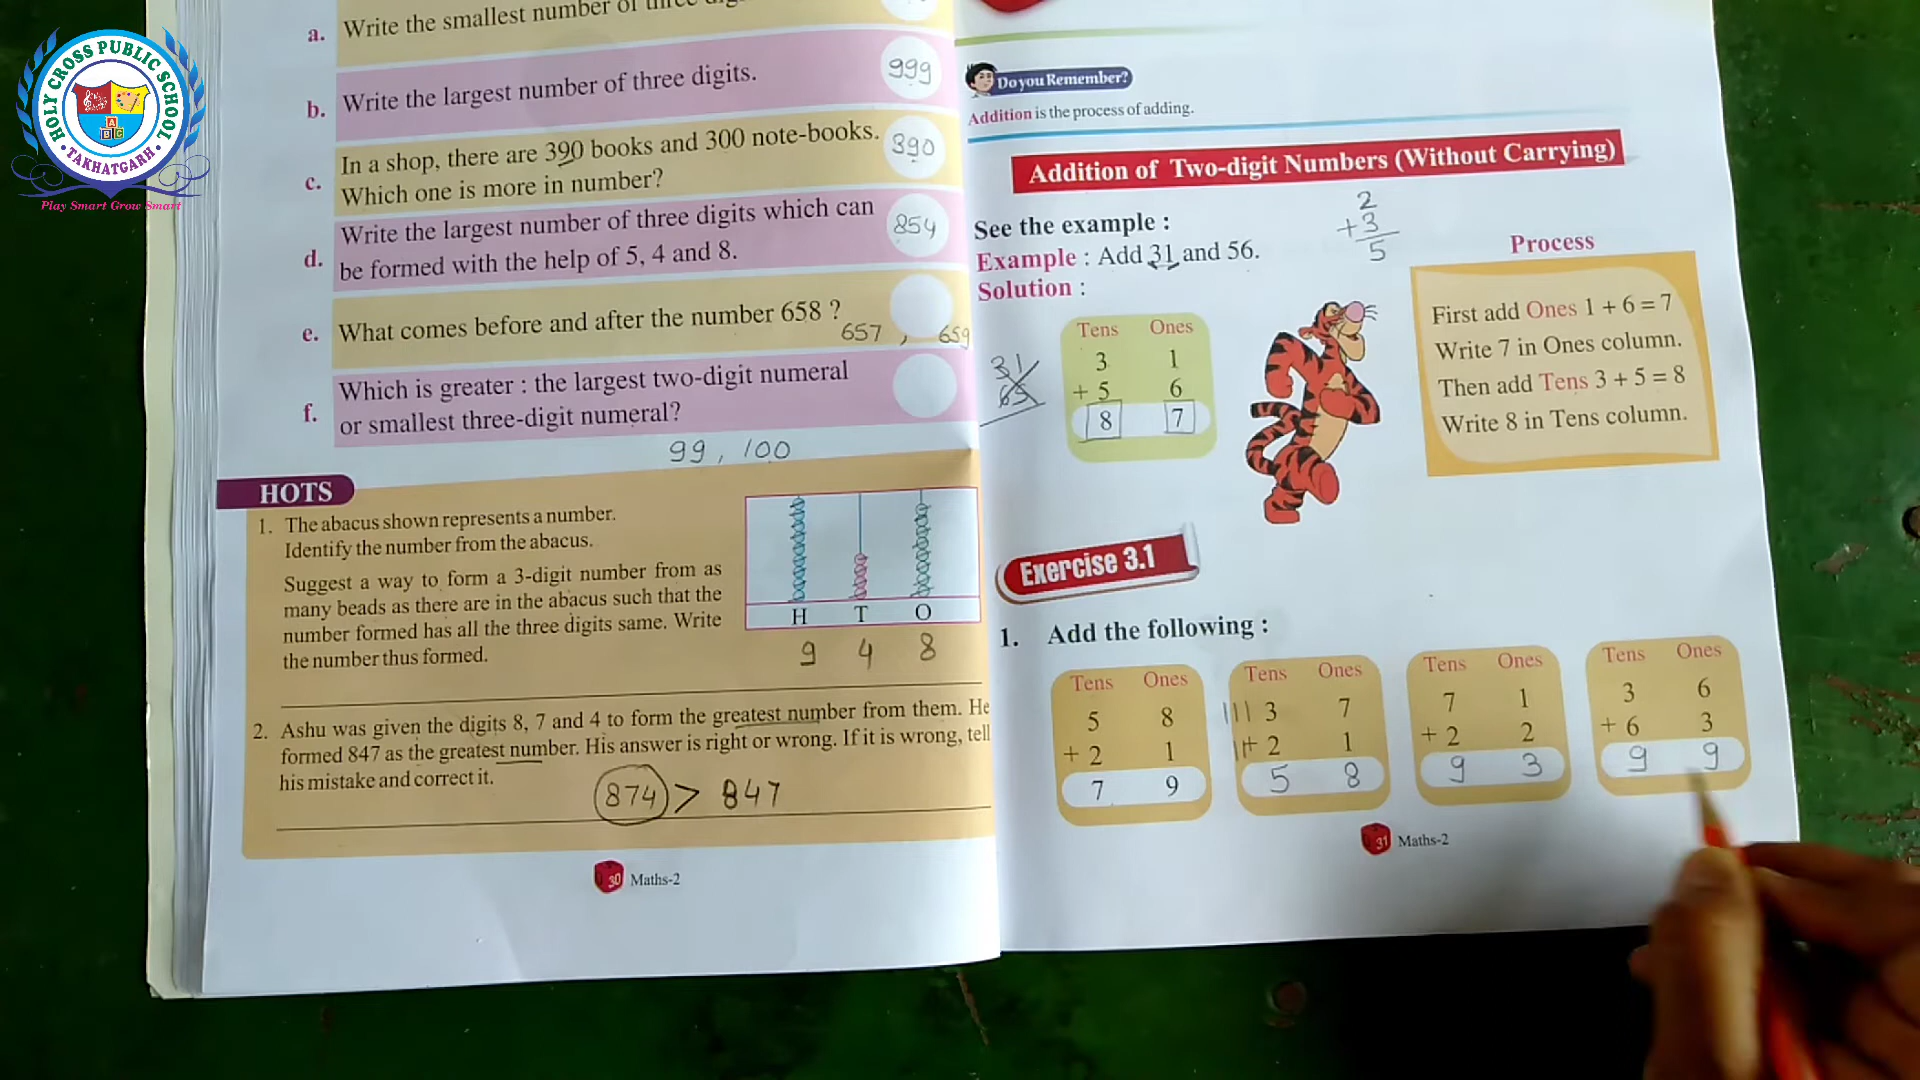 HOLY CROSS PUBLIC SCHOOL
TAKHATGARH
A
B C
Play Smart Grow Smart
a. Write the smallest number of three
b. Write the largest number of three digits. 999
c. In a shop, there are 390 books and 300 note-books.
Which one is more in number? 390
d. Write the largest number of three digits which can
be formed with the help of 5, 4 and 8. 854
e. What comes before and after the number 658 ?
657 , 659
f. Which is greater : the largest two-digit numeral
or smallest three-digit numeral?
99 , 100
HOTS
1. The abacus shown represents a number.
Identify the number from the abacus.
Suggest a way to form a 3-digit number from as
many beads as there are in the abacus such that the
number formed has all the three digits same. Write
the number thus formed.
H T O
9 4 8
2. Ashu was given the digits 8, 7 and 4 to form the greatest number from them. He
formed 847 as the greatest number. His answer is right or wrong. If it is wrong, tell
his mistake and correct it.
874 > 847
30 Maths-2
Do you Remember?
Addition is the process of adding.
Addition of Two-digit Numbers (Without Carrying)
See the example :
Example : Add 31 and 56.
Solution :
2
+3
5
31
Tens Ones
3 1
+ 5 6
8 7
Process
First add Ones 1 + 6 = 7
Write 7 in Ones column.
Then add Tens 3 + 5 = 8
Write 8 in Tens column.
Exercise 3.1
1. Add the following :
Tens Ones
5 8
+ 2 1
7 9
Tens Ones
||| 3 7
|| + 2 1
5 8
Tens Ones
7 1
+ 2 2
9 3
Tens Ones
3 6
+ 6 3
9 9
31 Maths-2